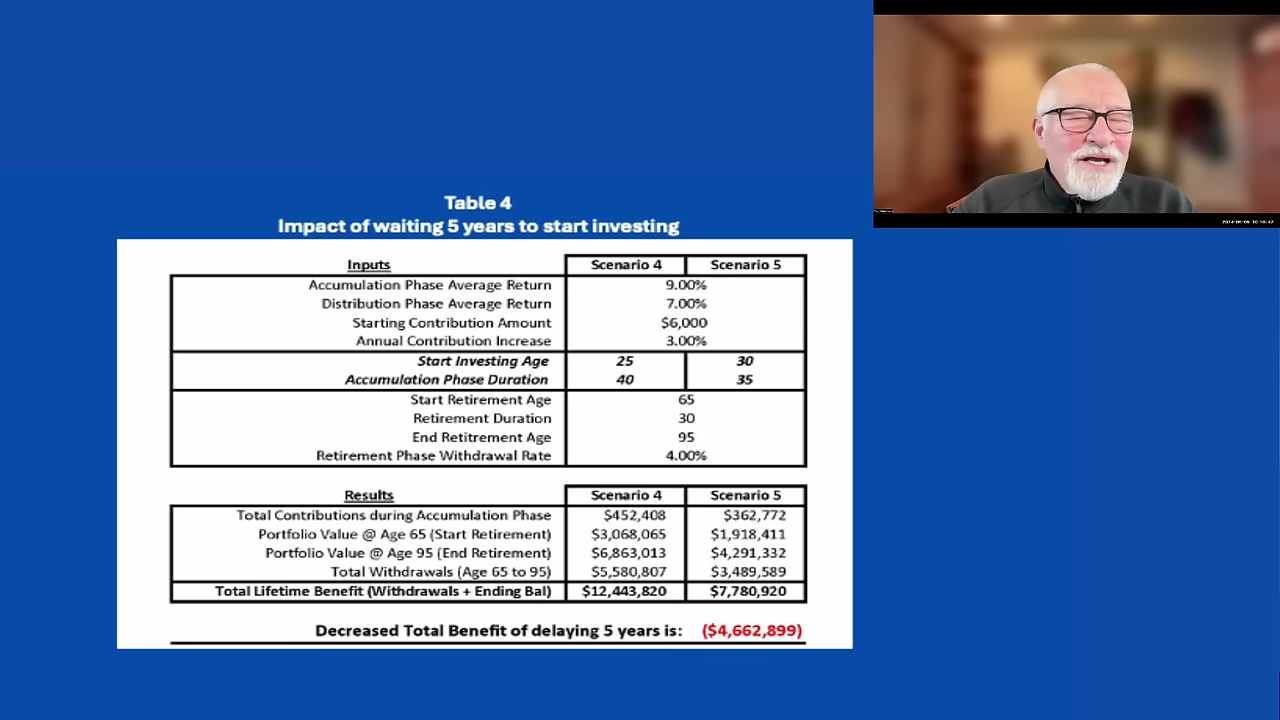 Table 4
Impact of waiting 5 years to start investing
Inputs Scenario 4 Scenario 5
Accumulation Phase Average Return 9.00%
Distribution Phase Average Return 7.00%
Starting Contribution Amount $6,000
Annual Contribution Increase 3.00%
Start Investing Age 25 30
Accumulation Phase Duration 40 35
Start Retirement Age 65
Retirement Duration 30
End Retitrement Age 95
Retirement Phase Withdrawal Rate 4.00%
Results Scenario 4 Scenario 5
Total Contributions during Accumulation Phase $452,408 $362,772
Portfolio Value @ Age 65 (Start Retirement) $3,068,065 $1,918,411
Portfolio Value @ Age 95 (End Retirement) $6,863,013 $4,291,332
Total Withdrawals (Age 65 to 95) $5,580,807 $3,489,589
Total Lifetime Benefit (Withdrawals + Ending Bal) $12,443,820 $7,780,920
Decreased Total Benefit of delaying 5 years is: ($4,662,899)